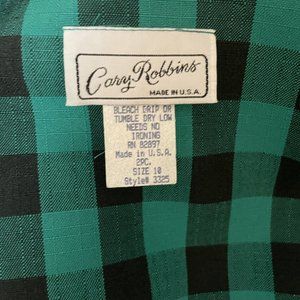 Cary Robbins
MADE IN U.S.A.
BLEACH DRIP OR
TUMBLE DRY LOW
NEEDS NO
IRONING
RN 82897
Made in U.S.A.
2PC.
SIZE 10
Style# 3325